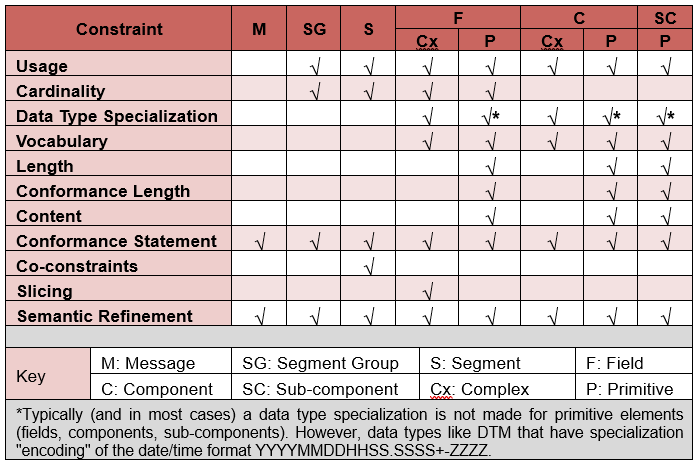 Constraint M SG S F C SC
Cx P Cx P P
Usage √ √ √ √ √ √ √
Cardinality √ √ √ √
Data Type Specialization √ √* √ √* √*
Vocabulary √ √ √ √ √
Length √ √ √
Conformance Length √ √ √
Content √ √ √
Conformance Statement √ √ √ √ √ √ √ √
Co-constraints √
Slicing √
Semantic Refinement √ √ √ √ √ √ √ √
Key M: Message SG: Segment Group S: Segment F: Field
C: Component SC: Sub-component Cx: Complex P: Primitive
*Typically (and in most cases) a data type specialization is not made for primitive elements
(fields, components, sub-components). However, data types like DTM that have specialization
"encoding" of the date/time format YYYYMMDDHHSS.SSSS+-ZZZZ.